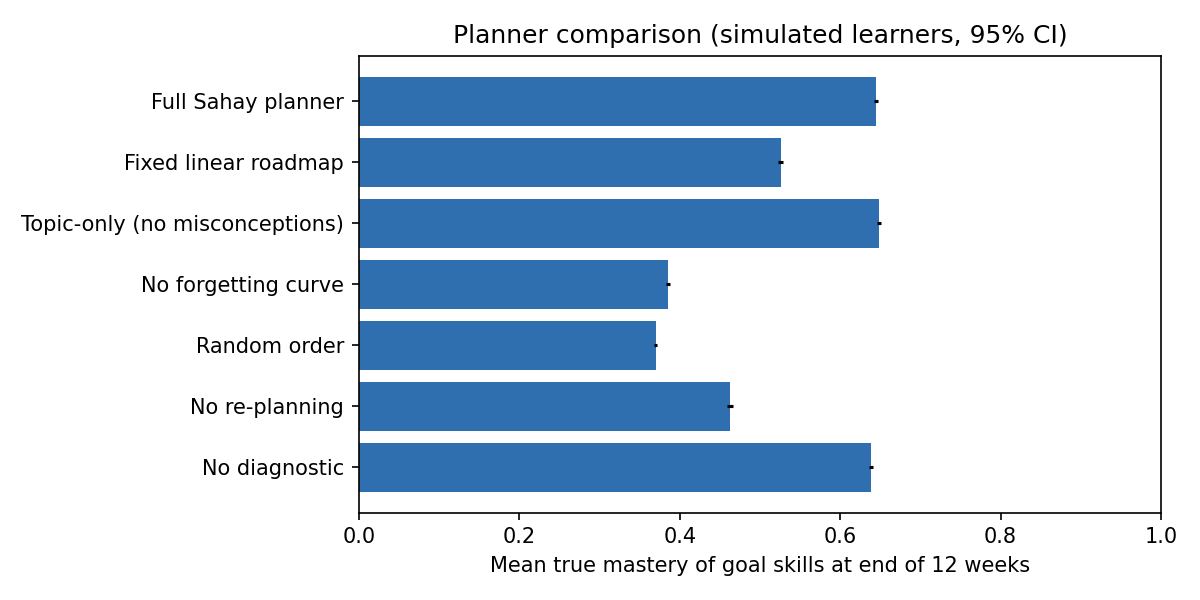 Planner comparison (simulated learners, 95% CI)
Full Sahay planner
Fixed linear roadmap
Topic-only (no misconceptions)
No forgetting curve
Random order
No re-planning
No diagnostic
0.0 0.2 0.4 0.6 0.8 1.0
Mean true mastery of goal skills at end of 12 weeks